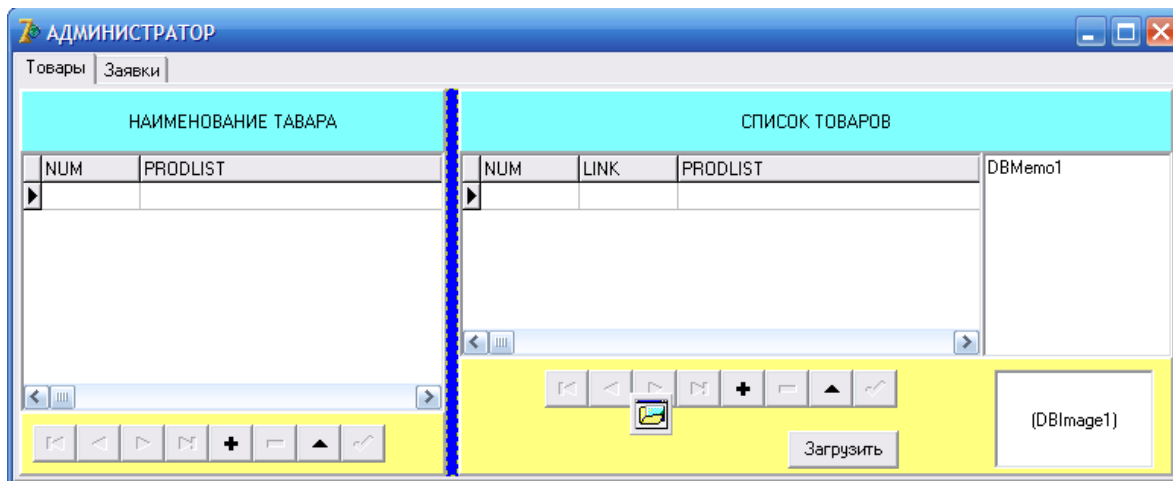 АДМИНИСТРАТОР
Товары Заявки
НАИМЕНОВАНИЕ ТАВАРА СПИСОК ТОВАРОВ
NUM PRODLIST NUM LINK PRODLIST DBMemo1
(DBImage1)
Загрузить